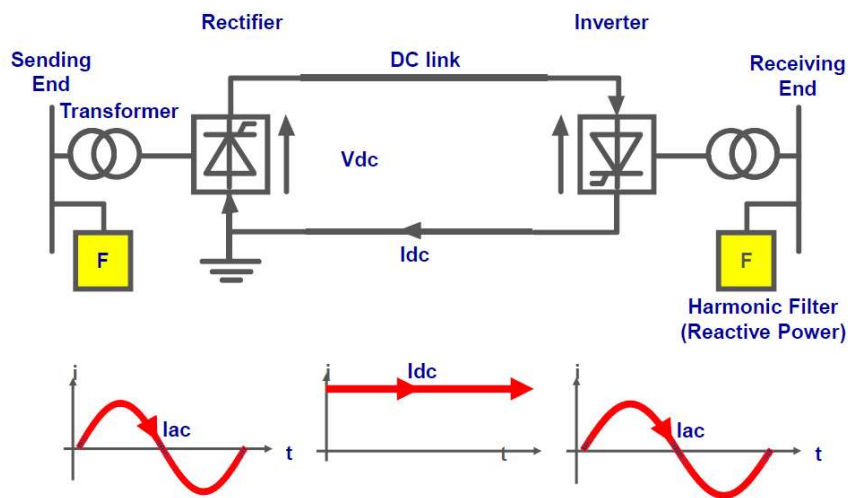 Rectifier
Inverter
Sending
End
DC link
Receiving
End
Transformer
Vdc
Idc
F
F
Harmonic Filter
(Reactive Power)
i
Iac
t
i
Idc
t
i
Iac
t